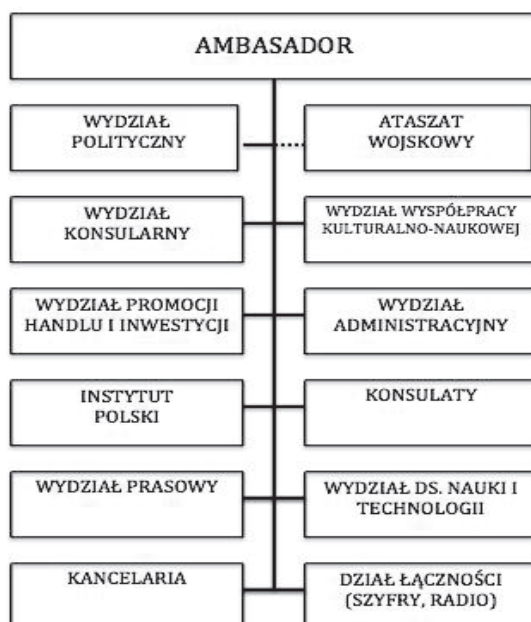 AMBASADOR
WYDZIAŁ
POLITYCZNY
ATASZAT
WOJSKOWY
WYDZIAŁ
KONSULARNY
WYDZIAŁ WYSPÓŁPRACY
KULTURALNO-NAUKOWEJ
WYDZIAŁ PROMOCJI
HANDLU I INWESTYCJI
WYDZIAŁ
ADMINISTRACYJNY
INSTYTUT
POLSKI
KONSULATY
WYDZIAŁ PRASOWY
WYDZIAŁ DS. NAUKI I
TECHNOLOGII
KANCELARIA
DZIAŁ ŁĄCZNOŚCI
(SZYFRY, RADIO)